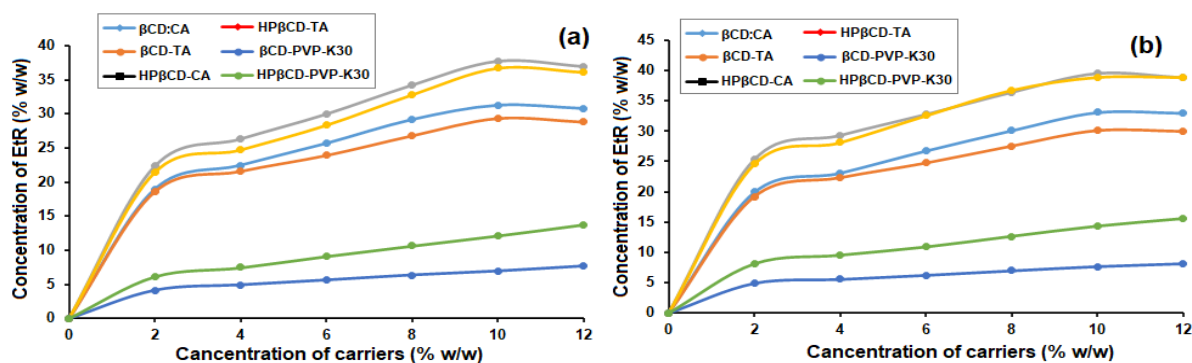 (a)
βCD:CA HPβCD-TA
βCD-TA βCD-PVP-K30
HPβCD-CA HPβCD-PVP-K30
Concentration of EtR (% w/w)
40
35
30
25
20
15
10
5
0
0 2 4 6 8 10 12
Cancentration of carriers (% w/w)
(b)
βCD:CA HPβCD-TA
βCD-TA βCD-PVP-K30
HPβCD-CA HPβCD-PVP-K30
Concentration of EtR (% w/w)
45
40
35
30
25
20
15
10
5
0
0 2 4 6 8 10 12
Cancentration of carriers (% w/w)